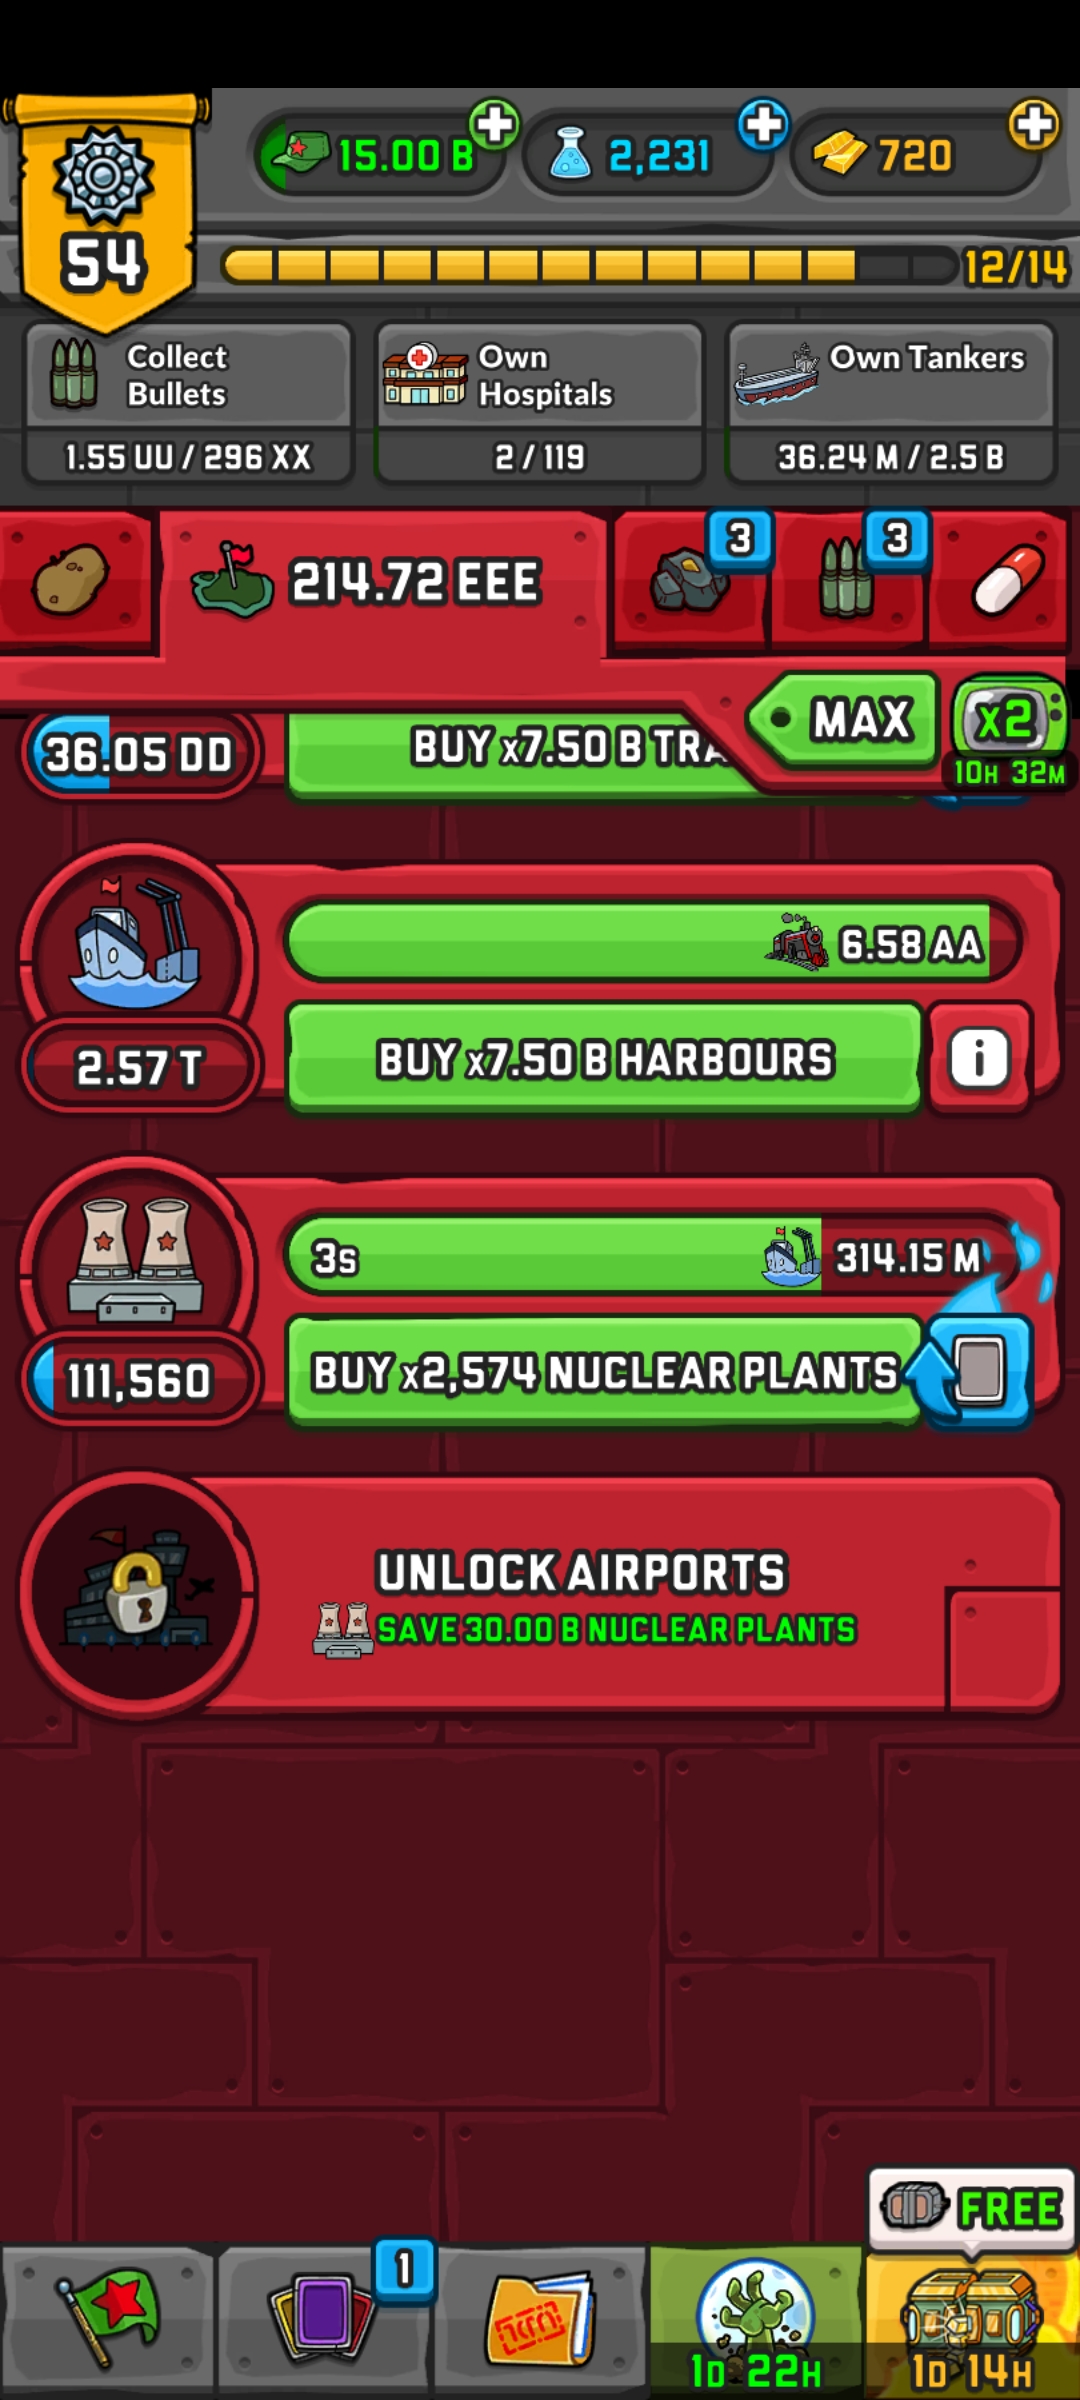 15.00 B
2,231
720
54
12/14
Collect
Bullets
1.55 UU / 296 XX
Own
Hospitals
2 / 119
Own Tankers
36.24 M / 2.5 B
214.72 EEE
3
3
MAX
x2
10H 32M
36.05 DD
BUY x7.50 B TRA
6.58 AA
2.57 T
BUY x7.50 B HARBOURS
i
3s
314.15 M
111,560
BUY x2,574 NUCLEAR PLANTS
UNLOCK AIRPORTS
SAVE 30.00 B NUCLEAR PLANTS
FREE
1
1D 22H
1D 14H